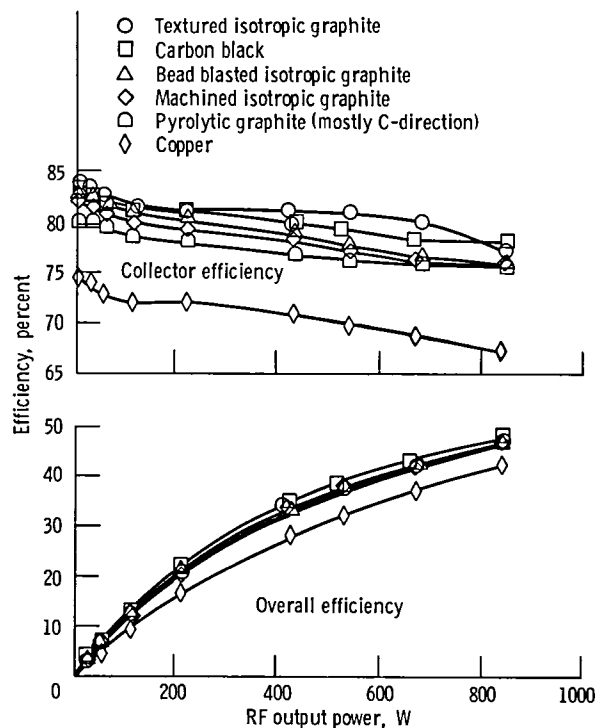 Textured isotropic graphite
Carbon black
Bead blasted isotropic graphite
Machined isotropic graphite
Pyrolytic graphite (mostly C-direction)
Copper
85
80
75
70
65
Collector efficiency
Efficiency, percent
50
40
30
20
10
0
Overall efficiency
200
400
600
800
1000
RF output power, W